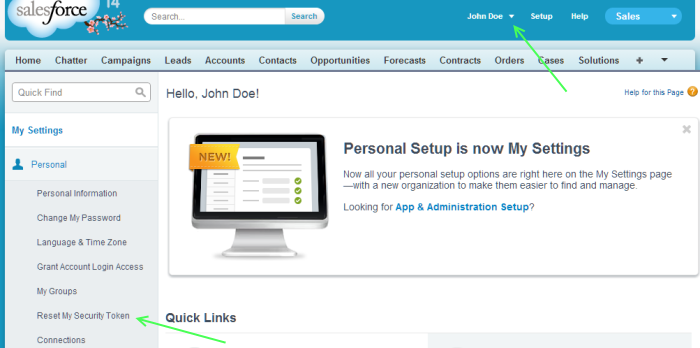 salesforce
14
Search...
Search
John Doe
Setup
Help
Sales
Home Chatter Campaigns Leads Accounts Contacts Opportunities Forecasts Contracts Orders Cases Solutions +
Quick Find
Hello, John Doe!
Help for this Page ?
My Settings
Personal
Personal Information
Change My Password
Language & Time Zone
Grant Account Login Access
My Groups
Reset My Security Token
Connections
NEW!
Personal Setup is now My Settings
Now all your personal setup options are right here on the My Settings page
—with a new organization to make them easier to find and manage.
Looking for App & Administration Setup?
Quick Links